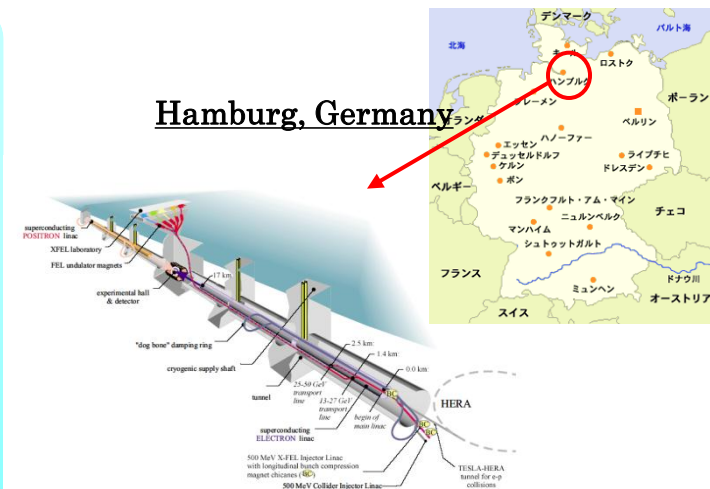 デンマーク
北海
バルト海
キール
ロストク
ハンブルク
ブレーメン
ポーラン
オランダ
ベルリン
ハノーファー
エッセン
デュッセルドルフ
ライプチヒ
ケルン
ドレスデン
ボン
ベルギー
フランクフルト・アム・マイン
チェコ
ニュルンベルク
マンハイム
シュトゥットガルト
フランス
ドナウ川
ミュンヘン
オーストリア
スイス
Hamburg, Germany
superconducting
POSITRON linac
XFEL laboratory
FEL undulator magnets
17 km
experimental hall
& detector
"dog bone" damping ring
2.5 km
1.4 km
cryogenic supply shaft
0.0 km
25-50 GeV
transport
line
tunnel
13-27 GeV
transport
line
BC
HERA
begin of
main linac
superconducting
ELECTRON linac
BC
BC
500 MeV X-FEL Injector Linac
with longitudinal bunch compression
magnet chicanes (BC)
500 MeV Collider Injector Linac
TESLA-HERA
tunnel for e-p
collisions